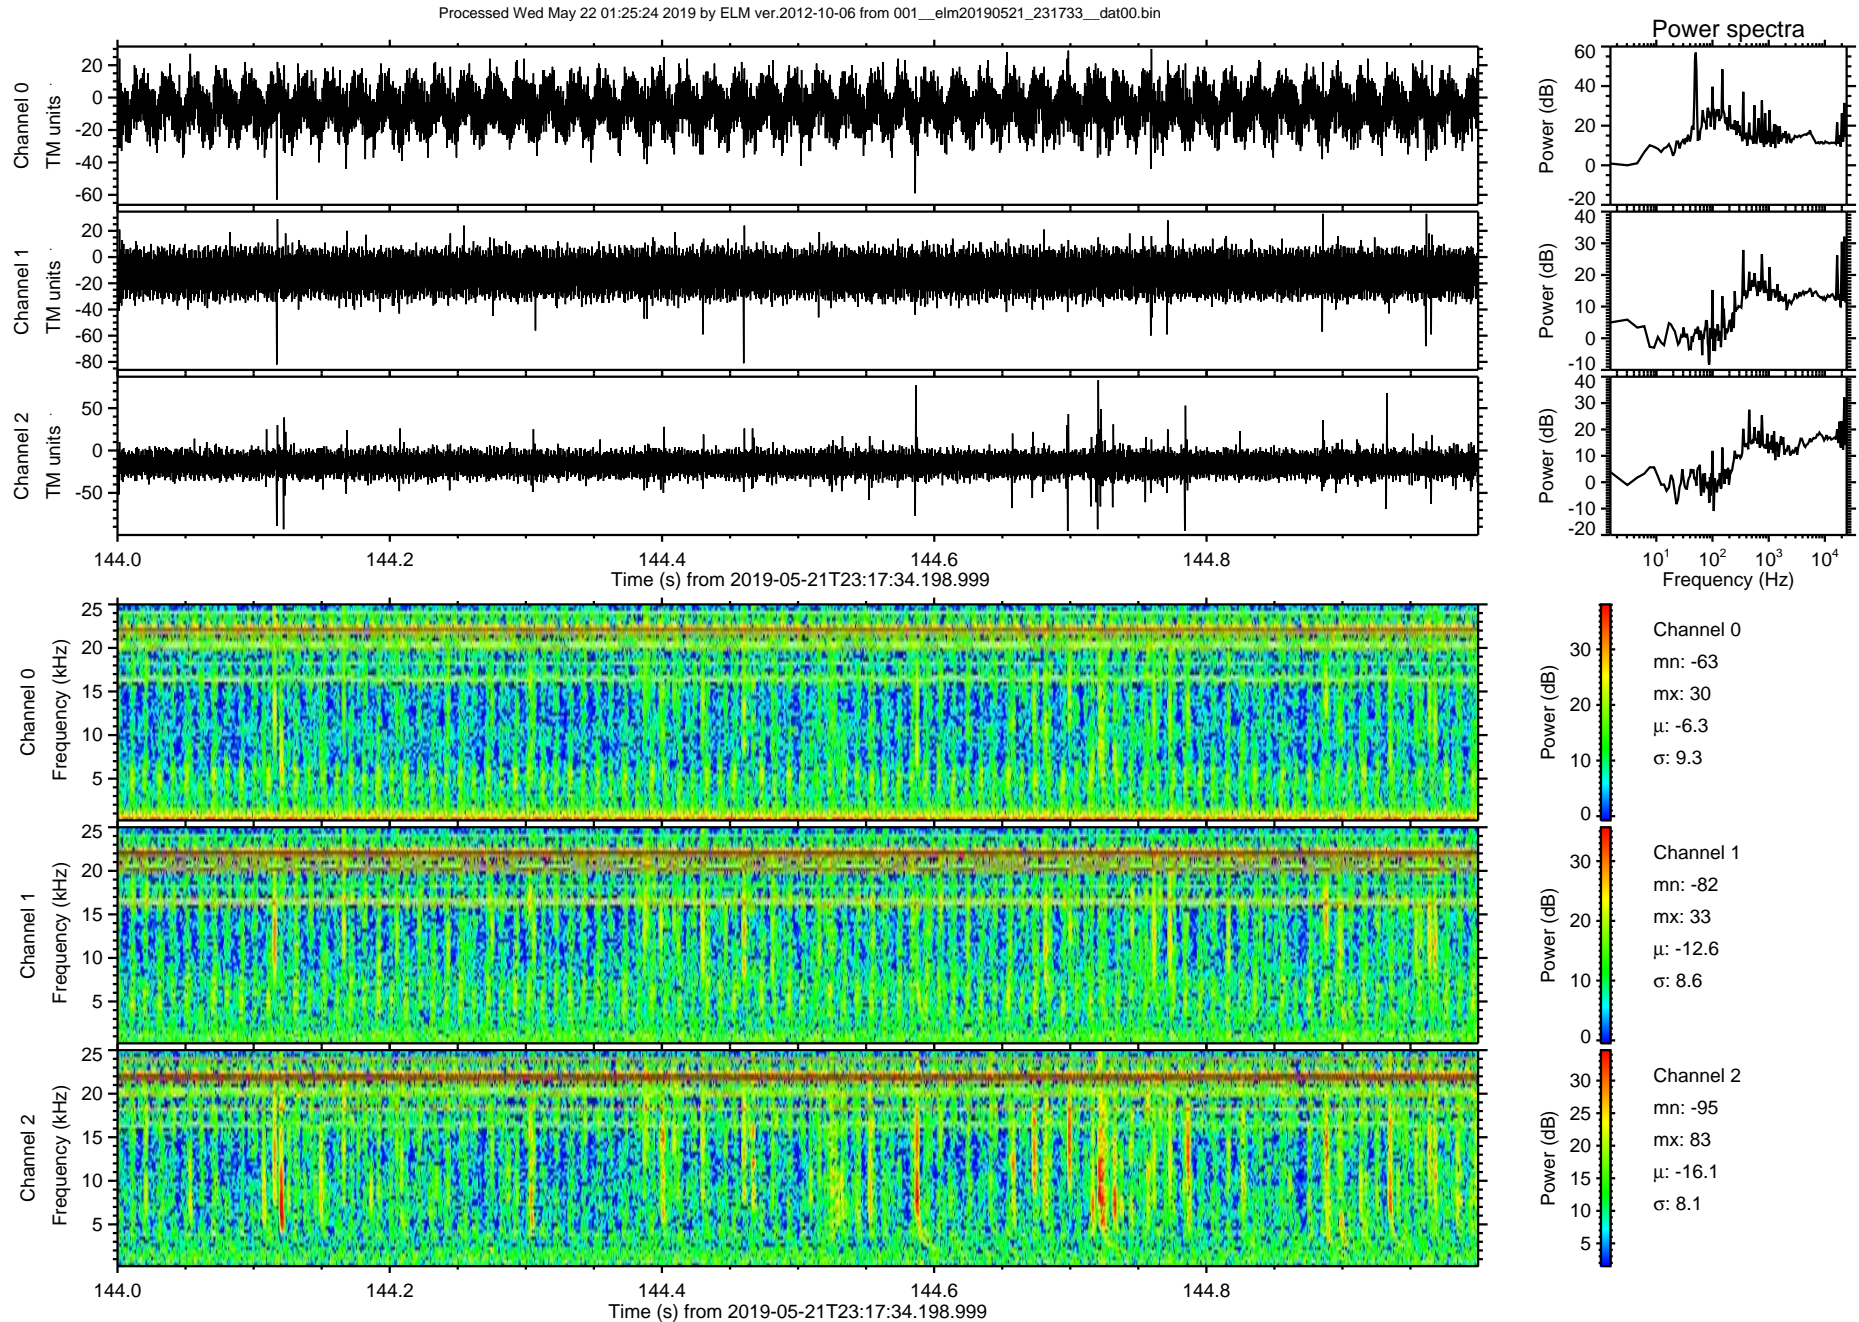 Processed Wed May 22 01:25:24 2019 by ELM ver.2012-10-06 from 001__elm20190521_231733__dat00.bin
Power spectra
Channel 0
TM units
20
0
-20
-40
-60
Power (dB)
60
40
20
0
-20
Channel 1
TM units
20
0
-20
-40
-60
-80
Power (dB)
40
30
20
10
0
-10
Channel 2
TM units
50
0
-50
Power (dB)
40
30
20
10
0
-10
-20
144.0 144.2 144.4 144.6 144.8
Time (s) from 2019-05-21T23:17:34.198.999
10^1 10^2 10^3 10^4
Frequency (Hz)
Channel 0
Frequency (kHz)
25
20
15
10
5
Power (dB)
30
20
10
0
Channel 0
mn: -63
mx: 30
μ: -6.3
σ: 9.3
Channel 1
Frequency (kHz)
25
20
15
10
5
Power (dB)
30
20
10
0
Channel 1
mn: -82
mx: 33
μ: -12.6
σ: 8.6
Channel 2
Frequency (kHz)
25
20
15
10
5
Power (dB)
30
25
20
15
10
5
Channel 2
mn: -95
mx: 83
μ: -16.1
σ: 8.1
144.0 144.2 144.4 144.6 144.8
Time (s) from 2019-05-21T23:17:34.198.999